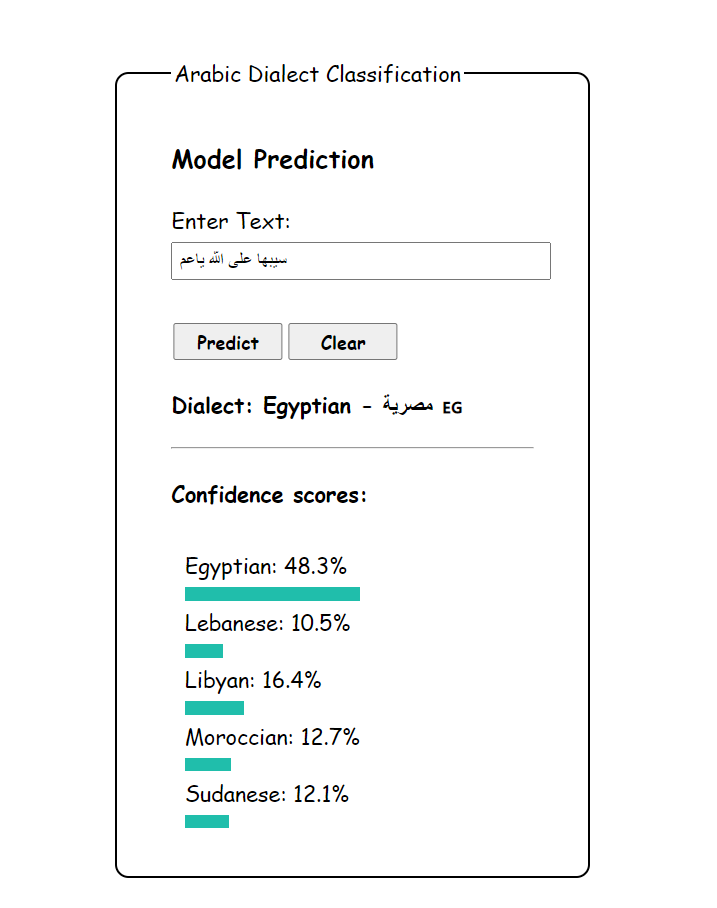 Arabic Dialect Classification
Model Prediction
Enter Text:
سيبها على الله ياعم
Predict Clear
Dialect: Egyptian - مصرية EG
Confidence scores:
Egyptian: 48.3%
Lebanese: 10.5%
Libyan: 16.4%
Moroccian: 12.7%
Sudanese: 12.1%